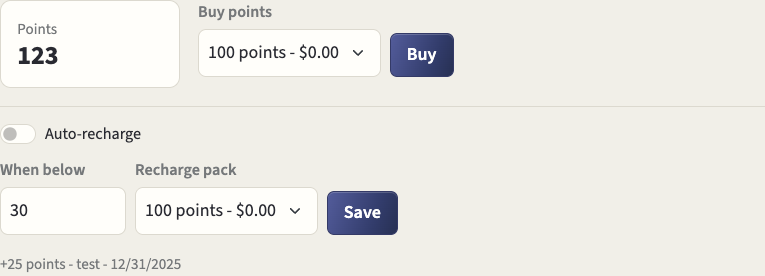 Points
123
Buy points
100 points - $0.00
Buy
Auto-recharge
When below
30
Recharge pack
100 points - $0.00
Save
+25 points - test - 12/31/2025